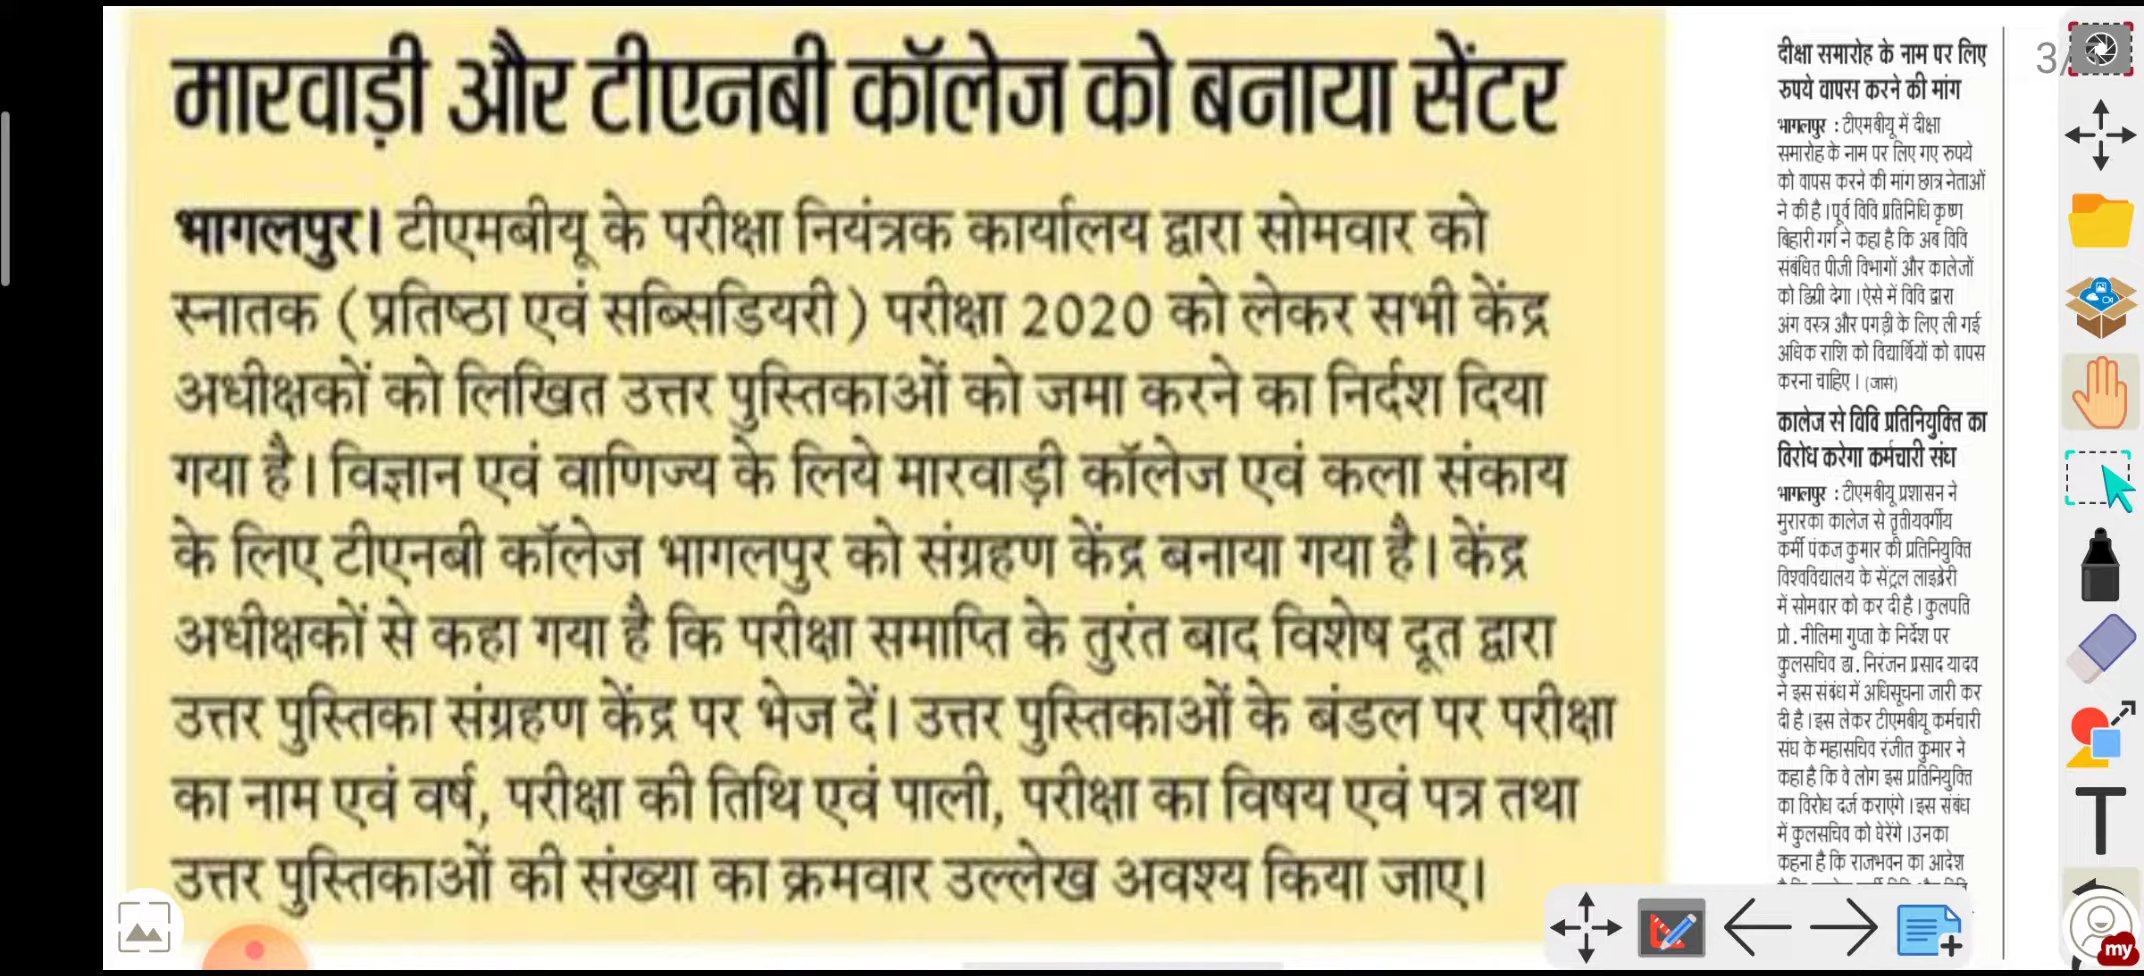 मारवाड़ी और टीएनबी कॉलेज को बनाया सेंटर
भागलपुर। टीएमबीयू के परीक्षा नियंत्रक कार्यालय द्वारा सोमवार को
स्नातक (प्रतिष्ठा एवं सब्सिडियरी) परीक्षा 2020 को लेकर सभी केंद्र
अधीक्षकों को लिखित उत्तर पुस्तिकाओं को जमा करने का निर्देश दिया
गया है। विज्ञान एवं वाणिज्य के लिये मारवाड़ी कॉलेज एवं कला संकाय
के लिए टीएनबी कॉलेज भागलपुर को संग्रहण केंद्र बनाया गया है। केंद्र
अधीक्षकों से कहा गया है कि परीक्षा समाप्ति के तुरंत बाद विशेष दूत द्वारा
उत्तर पुस्तिका संग्रहण केंद्र पर भेज दें। उत्तर पुस्तिकाओं के बंडल पर परीक्षा
का नाम एवं वर्ष, परीक्षा की तिथि एवं पाली, परीक्षा का विषय एवं पत्र तथा
उत्तर पुस्तिकाओं की संख्या का क्रमवार उल्लेख अवश्य किया जाए।
दीक्षा समारोह के नाम पर लिए
रुपये वापस करने की मांग
भागलपुर : टीएमबीयू में दीक्षा
समारोह के नाम पर लिए गए रुपये
को वापस करने की मांग छात्र नेताओं
ने की है। पूर्व विवि प्रतिनिधि कृष्ण
बिहारी गर्ग ने कहा है कि अब विवि
संबंधित पीजी विभागों और कालेजों
को डिग्री देगा। ऐसे में विवि द्वारा
अंग वस्त्र और पगड़ी के लिए ली गई
अधिक राशि को विद्यार्थियों को वापस
करना चाहिए। (जासं)
कालेज से विवि प्रतिनियुक्ति का
विरोध करेगा कर्मचारी संघ
भागलपुर : टीएमबीयू प्रशासन ने
मुरारका कालेज से तृतीयवर्गीय
कर्मी पंकज कुमार की प्रतिनियुक्ति
विश्वविद्यालय के सेंट्रल लाइब्रेरी
में सोमवार को कर दी है। कुलपति
प्रो. नीलिमा गुप्ता के निर्देश पर
कुलसचिव डा. निरंजन प्रसाद यादव
ने इस संबंध में अधिसूचना जारी कर
दी है। इस लेकर टीएमबीयू कर्मचारी
संघ के महासचिव रंजीत कुमार ने
कहा है कि वे लोग इस प्रतिनियुक्ति
का विरोध दर्ज कराएंगे। इस संबंध
में कुलसचिव को घेरेंगे। उनका
कहना है कि राजभवन का आदेश
3/
T
my